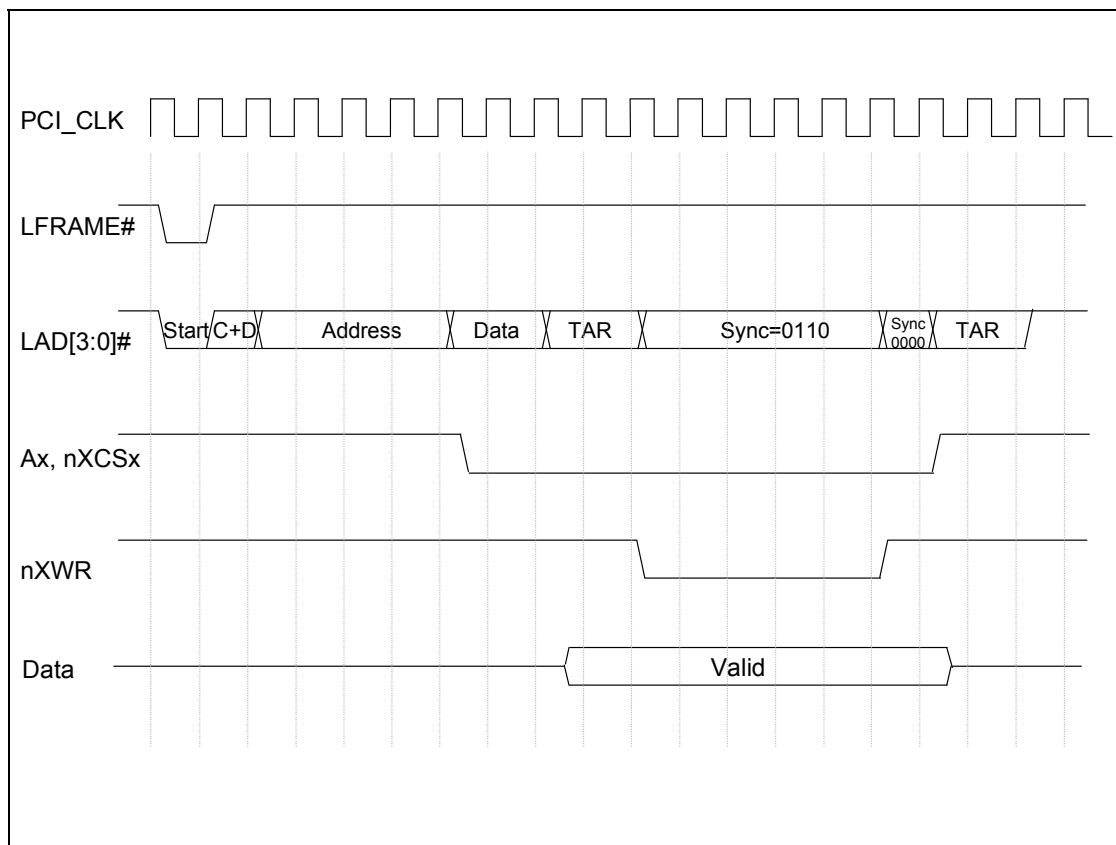 PCI_CLK
LFRAME#
LAD[3:0]#
Start
C+D
Address
Data
TAR
Sync=0110
Sync
0000
TAR
Ax, nXCSx
nXWR
Data
Valid